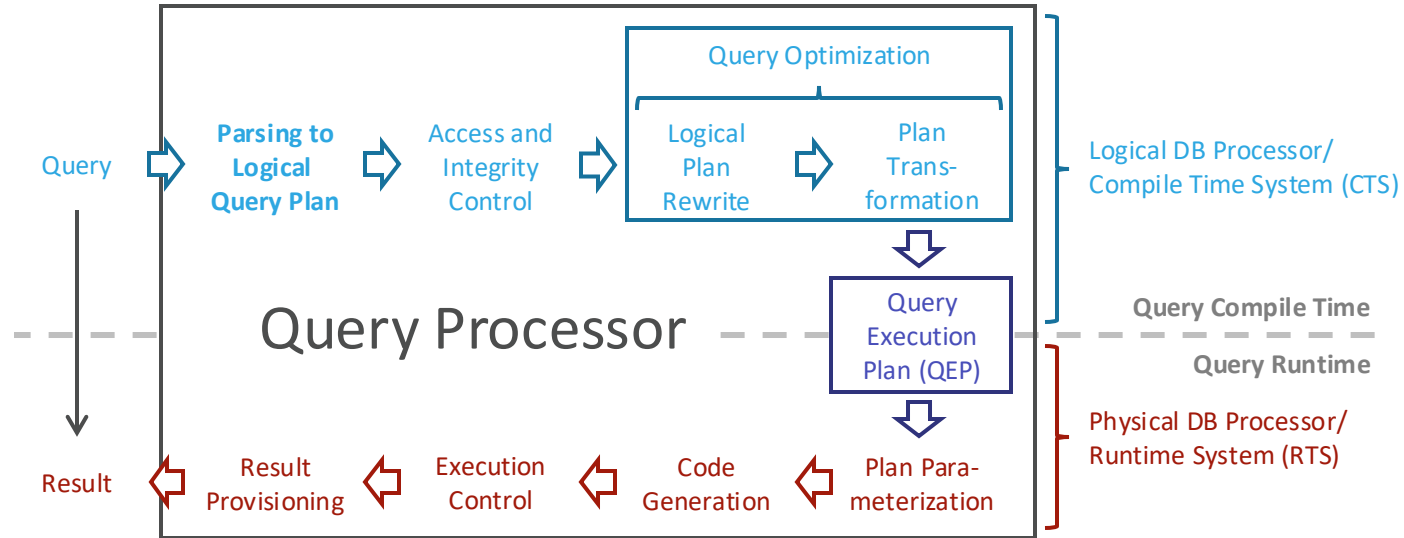 Query Optimization
Query
Parsing to
Logical
Query Plan
Access and
Integrity
Control
Logical
Plan
Rewrite
Plan
Trans-
formation
Logical DB Processor/
Compile Time System (CTS)
Query Processor
Query
Execution
Plan (QEP)
Query Compile Time
Query Runtime
Physical DB Processor/
Runtime System (RTS)
Plan Para-
meterization
Code
Generation
Execution
Control
Result
Provisioning
Result